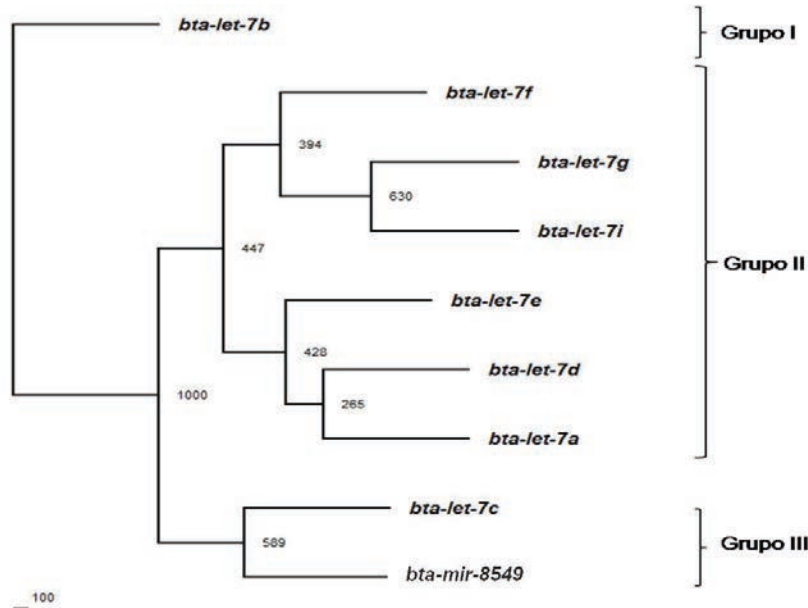 bta-let-7b
Grupo I
bta-let-7f
394
bta-let-7g
630
bta-let-7i
447
Grupo II
bta-let-7e
428
bta-let-7d
265
1000
bta-let-7a
bta-let-7c
589
Grupo III
bta-mir-8549
100